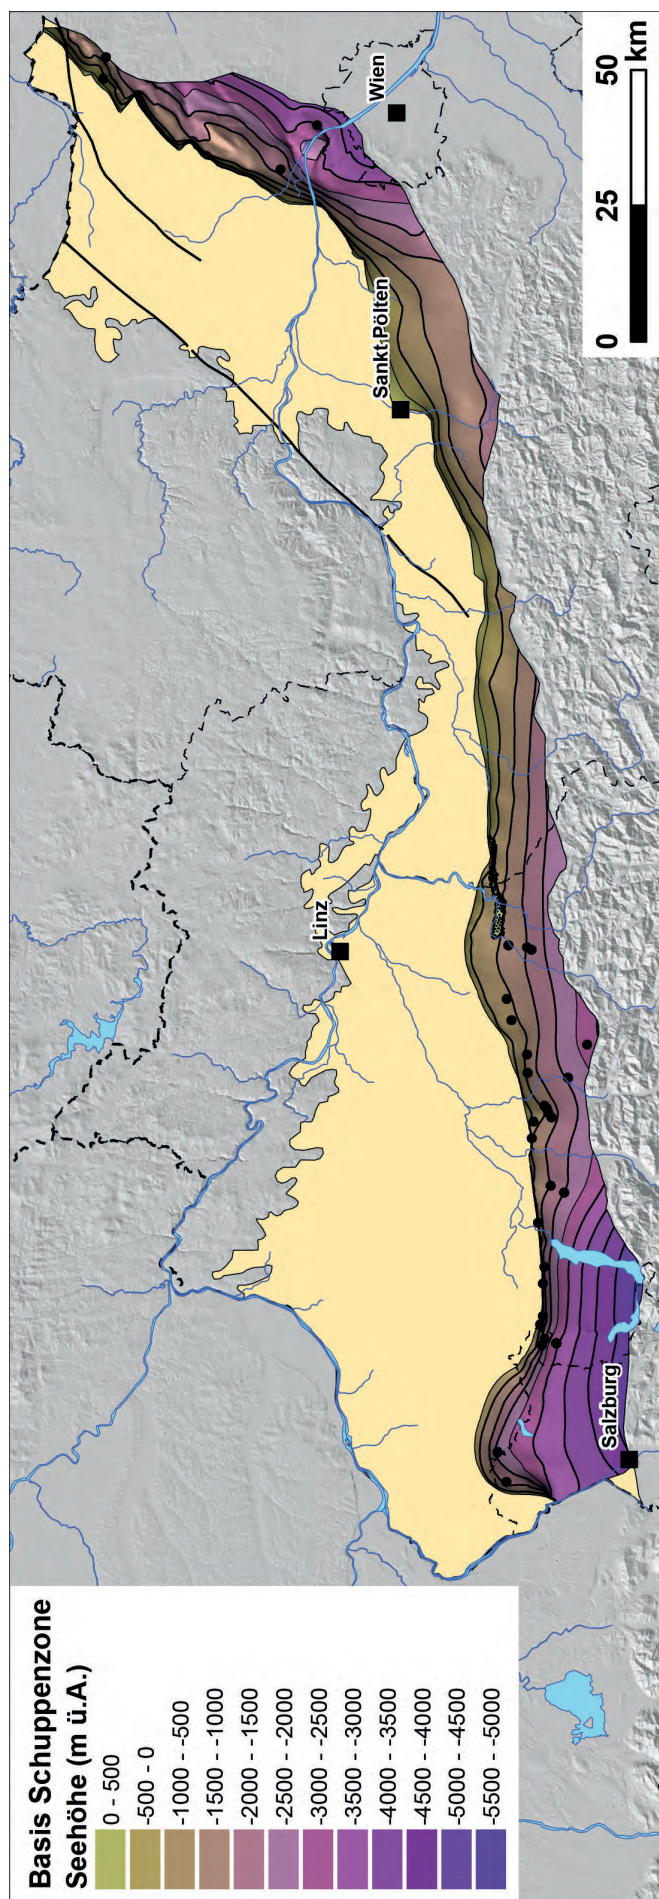 Basis Schuppenzone
Seehöhe (m ü.A.)
0 - 500
-500 - 0
-1000 - -500
-1500 - -1000
-2000 - -1500
-2500 - -2000
-3000 - -2500
-3500 - -3000
-4000 - -3500
-4500 - -4000
-5000 - -4500
-5500 - -5000
Salzburg
Linz
Sankt Pölten
Wien
0 25 50
km